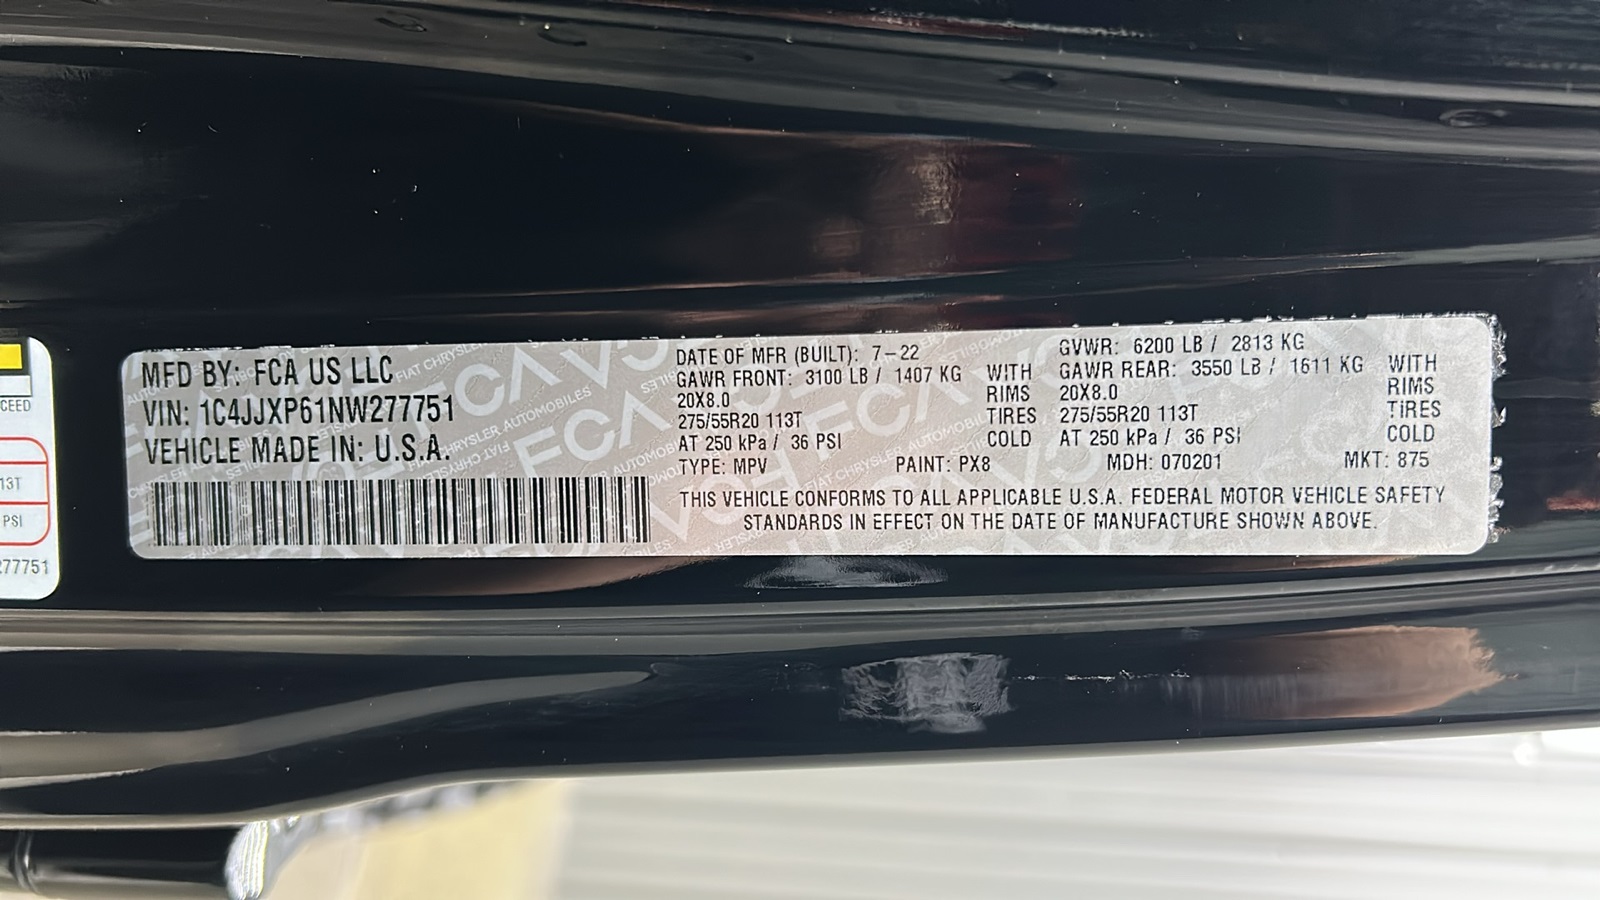 CEED
13T
PSI
277751
MFD BY: FCA US LLC
VIN: 1C4JJXP61NW277751
VEHICLE MADE IN: U.S.A.
DATE OF MFR (BUILT): 7-22
GAWR FRONT: 3100 LB / 1407 KG WITH
20X8.0 RIMS
275/55R20 113T TIRES
AT 250 kPa / 36 PSI COLD
GVWR: 6200 LB / 2813 KG
GAWR REAR: 3550 LB / 1611 KG WITH
20X8.0 RIMS
275/55R20 113T TIRES
AT 250 kPa / 36 PSI COLD
TYPE: MPV PAINT: PX8 MDH: 070201 MKT: 875
THIS VEHICLE CONFORMS TO ALL APPLICABLE U.S.A. FEDERAL MOTOR VEHICLE SAFETY
STANDARDS IN EFFECT ON THE DATE OF MANUFACTURE SHOWN ABOVE.
FCA
FIAT CHRYSLER AUTOMOBILES